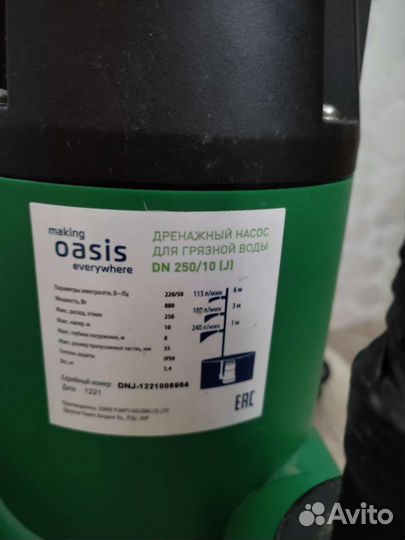 making
oasis
everywhere
ДРЕНАЖНЫЙ НАСОС
ДЛЯ ГРЯЗНОЙ ВОДЫ
DN 250/10 (J)
Параметры электросети, В~/Гц 220/50
Мощность, Вт 880
Макс. расход, л/мин 250
Макс. напор, м 10
Макс. глубина погружения, м 8
Макс. размер пропускаемых частиц, мм 35
Степень защиты IPX8
Вес, кг 5,4
113 л/мин 6 м
180 л/мин 3 м
240 л/мин 1 м
Серийный номер: DNJ-1221006964
Дата 1221
EAC
Avito